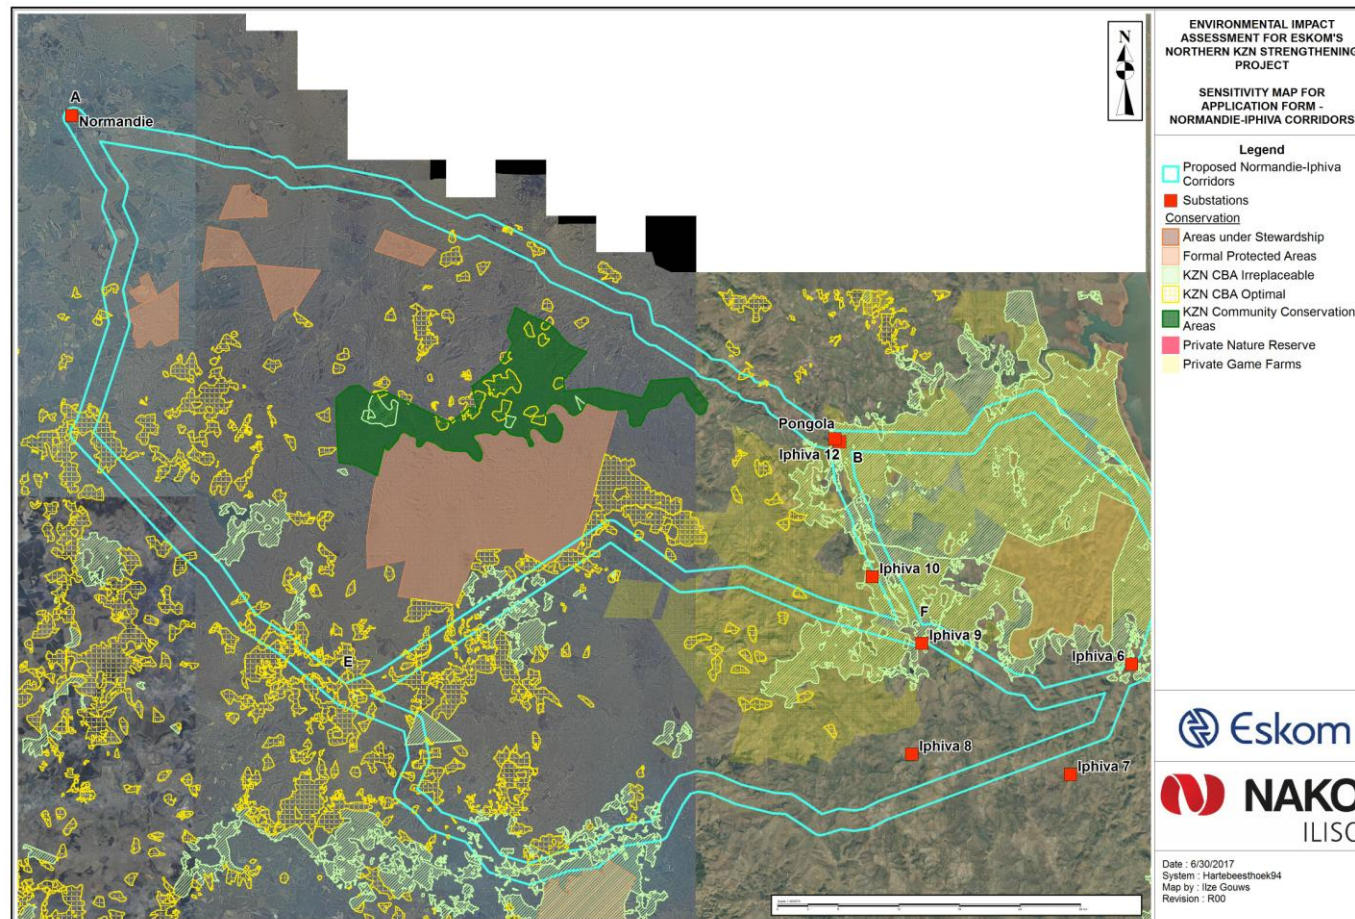 A
Normandie
Pongola
Iphiva 12
B
Iphiva 10
F
Iphiva 9
Iphiva 6
E
Iphiva 8
Iphiva 7
N
ENVIRONMENTAL IMPACT
ASSESSMENT FOR ESKOM'S
NORTHERN KZN STRENGTHENING
PROJECT
SENSITIVITY MAP FOR
APPLICATION FORM -
NORMANDIE-IPHIVA CORRIDORS
Legend
Proposed Normandie-Iphiva
Corridors
Substations
Conservation
Areas under Stewardship
Formal Protected Areas
KZN CBA Irreplaceable
KZN CBA Optimal
KZN Community Conservation
Areas
Private Nature Reserve
Private Game Farms
Eskom
NAKO
ILISO
Date : 6/30/2017
System : Hartebeesthoek94
Map by : Ilze Gouws
Revision : R00